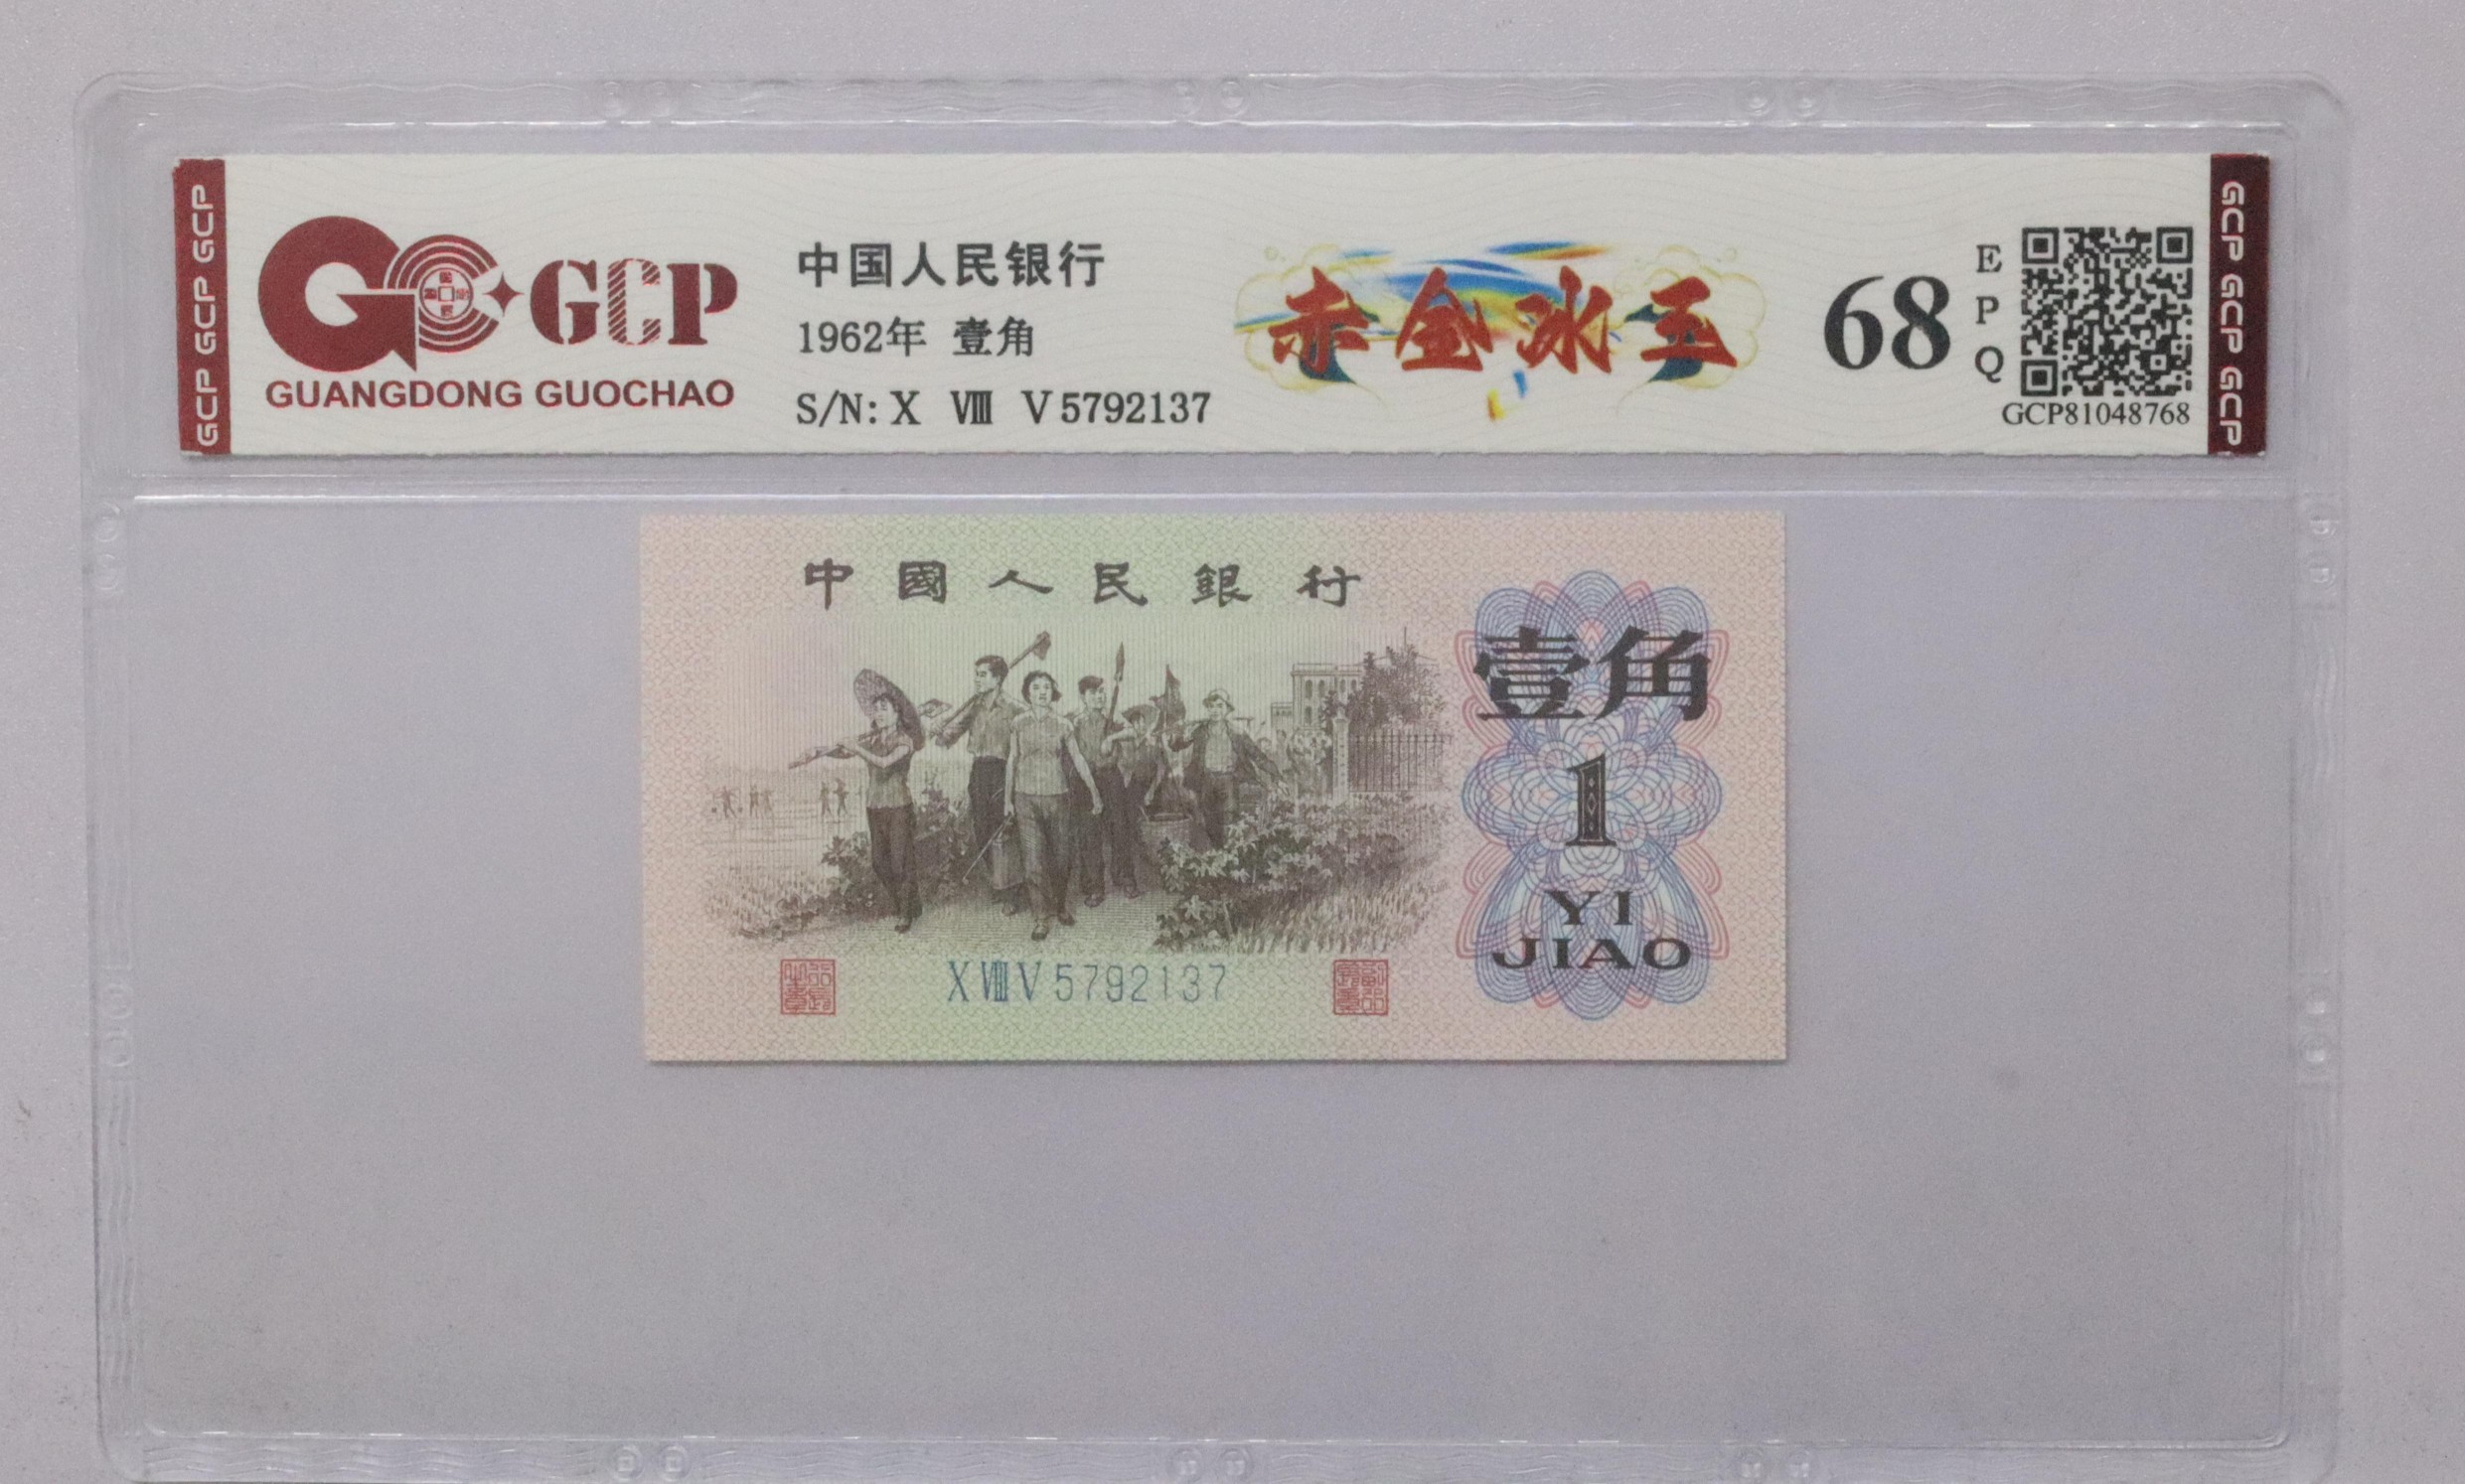 GCP GCP GCP
GCP
GUANGDONG GUOCHAO
中国人民银行
1962年 壹角
S/N: X Ⅷ V 5792137
赤金冰玉
68
EPQ
GCP81048768
GCP GCP GCP
中國人民銀行
壹角
1
YI
JIAO
X Ⅷ V 5792137